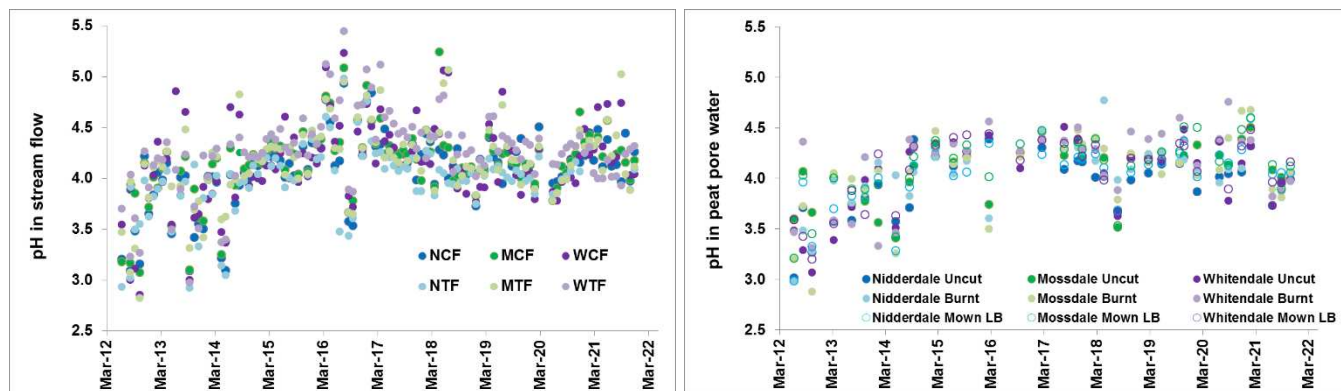 pH in stream flow
5.5
5.0
4.5
4.0
3.5
3.0
2.5
NCF MCF WCF
NTF MTF WTF
Mar-12 Mar-13 Mar-14 Mar-15 Mar-16 Mar-17 Mar-18 Mar-19 Mar-20 Mar-21 Mar-22
pH in peat pore water
5.5
5.0
4.5
4.0
3.5
3.0
2.5
Nidderdale Uncut Mossdale Uncut Whitendale Uncut
Nidderdale Burnt Mossdale Burnt Whitendale Burnt
Nidderdale Mown LB Mossdale Mown LB Whitendale Mown LB
Mar-12 Mar-13 Mar-14 Mar-15 Mar-16 Mar-17 Mar-18 Mar-19 Mar-20 Mar-21 Mar-22